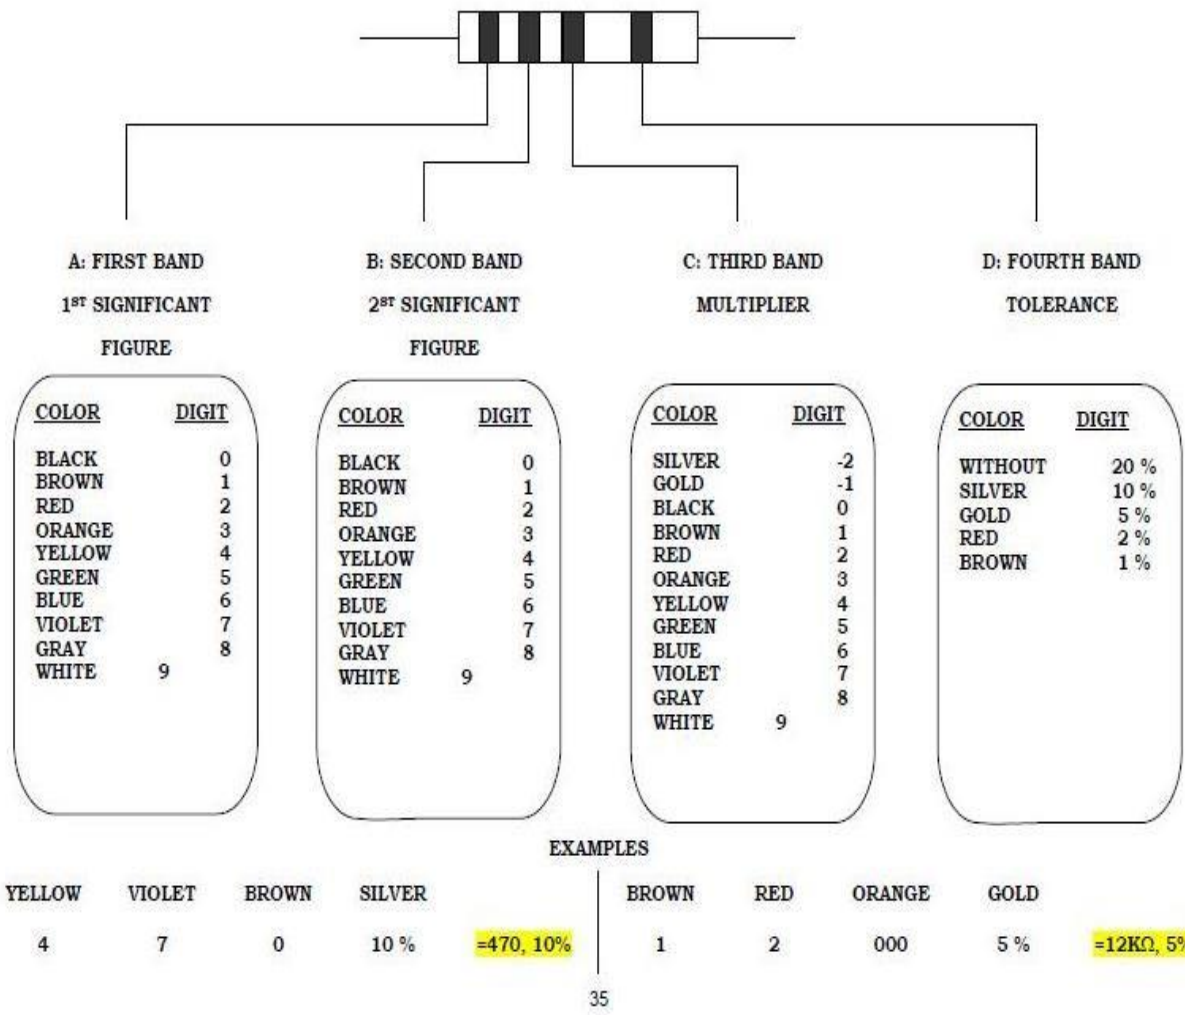 A: FIRST BAND
1ST SIGNIFICANT
FIGURE
COLOR DIGIT
BLACK 0
BROWN 1
RED 2
ORANGE 3
YELLOW 4
GREEN 5
BLUE 6
VIOLET 7
GRAY 8
WHITE 9
B: SECOND BAND
2ST SIGNIFICANT
FIGURE
COLOR DIGIT
BLACK 0
BROWN 1
RED 2
ORANGE 3
YELLOW 4
GREEN 5
BLUE 6
VIOLET 7
GRAY 8
WHITE 9
C: THIRD BAND
MULTIPLIER
COLOR DIGIT
SILVER -2
GOLD -1
BLACK 0
BROWN 1
RED 2
ORANGE 3
YELLOW 4
GREEN 5
BLUE 6
VIOLET 7
GRAY 8
WHITE 9
D: FOURTH BAND
TOLERANCE
COLOR DIGIT
WITHOUT 20 %
SILVER 10 %
GOLD 5 %
RED 2 %
BROWN 1 %
EXAMPLES
YELLOW VIOLET BROWN SILVER
4 7 0 10 % =470, 10%
BROWN RED ORANGE GOLD
1 2 000 5 % =12KΩ, 5%
35